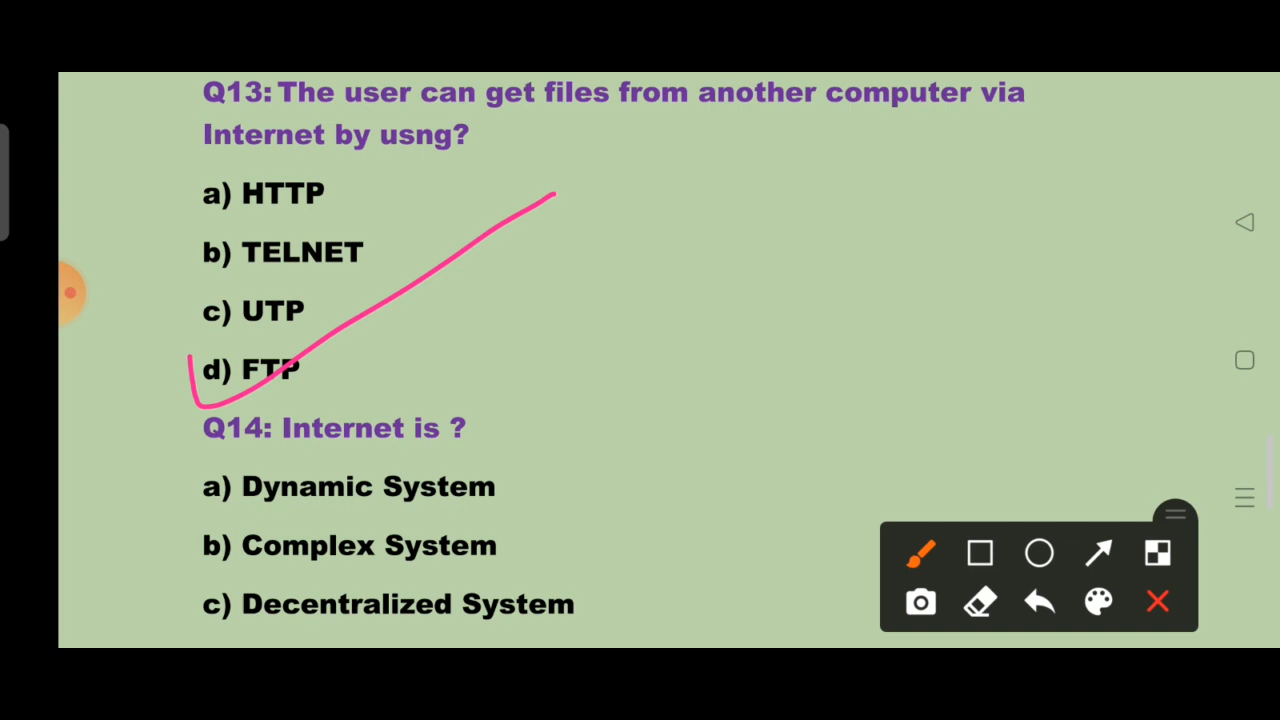 Q13: The user can get files from another computer via
Internet by usng?
a) HTTP
b) TELNET
c) UTP
d) FTP
Q14: Internet is ?
a) Dynamic System
b) Complex System
c) Decentralized System